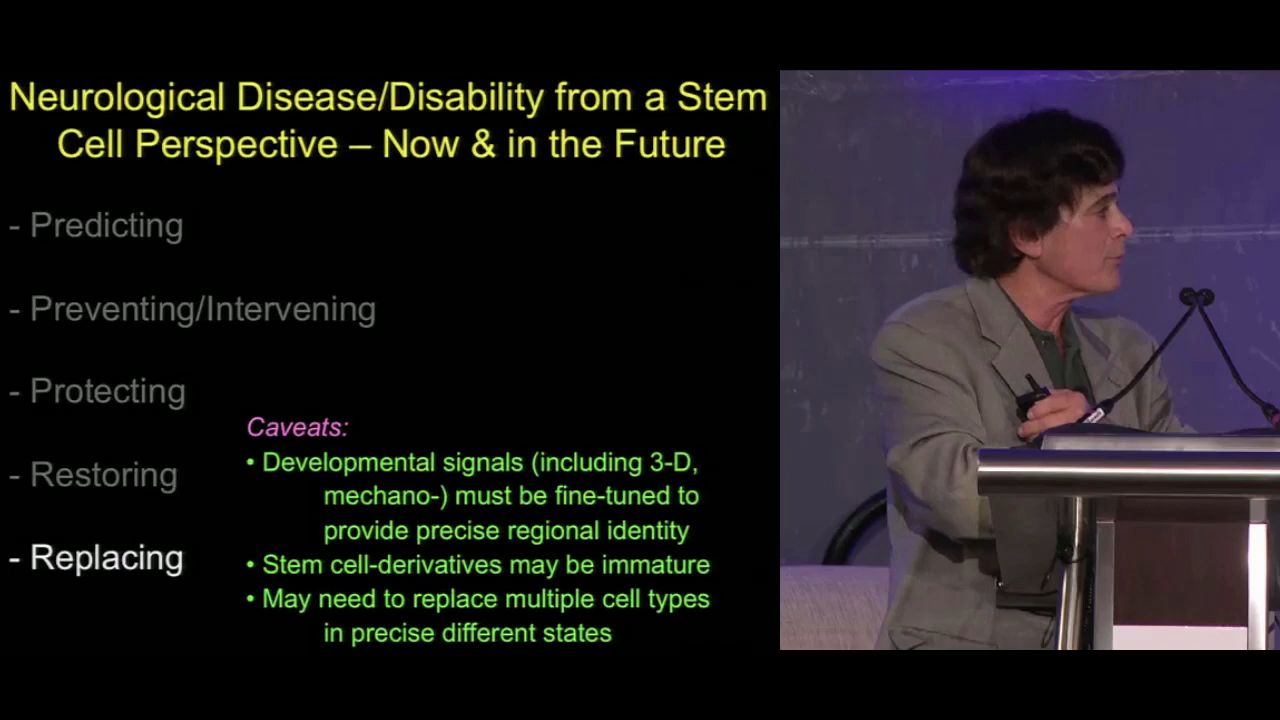 Neurological Disease/Disability from a Stem
Cell Perspective – Now & in the Future
- Predicting
- Preventing/Intervening
- Protecting
- Restoring
- Replacing
Caveats:
• Developmental signals (including 3-D,
mechano-) must be fine-tuned to
provide precise regional identity
• Stem cell-derivatives may be immature
• May need to replace multiple cell types
in precise different states